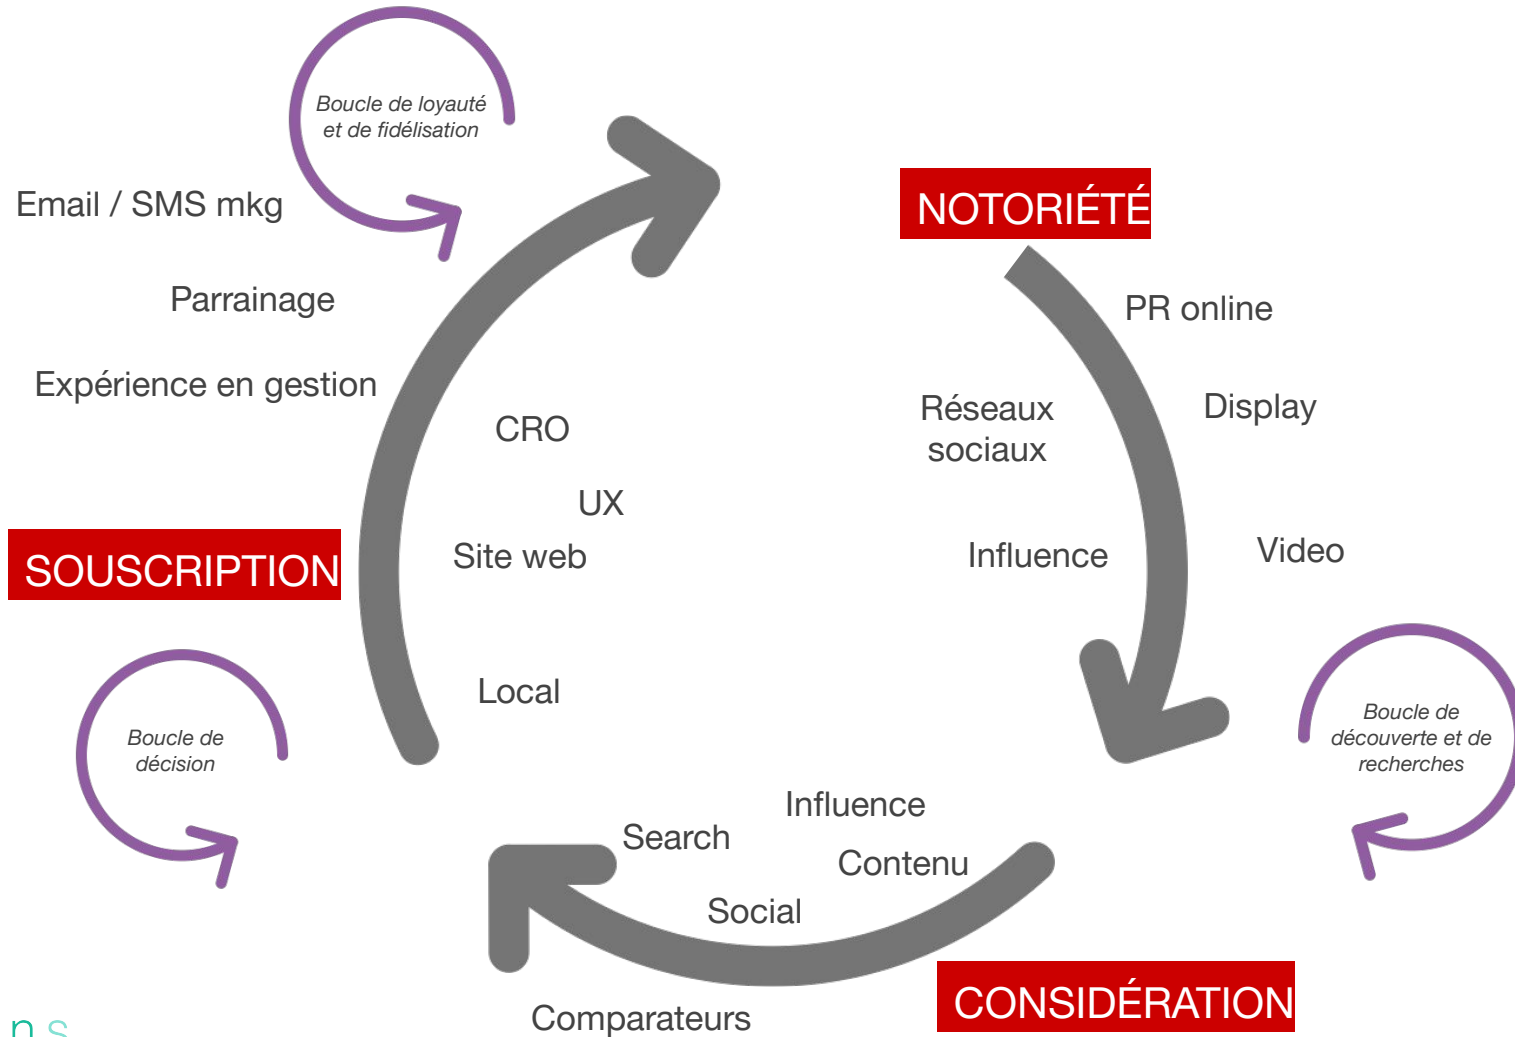 Boucle de loyauté
et de fidélisation
Email / SMS mkg
Parrainage
Expérience en gestion
NOTORIÉTÉ
PR online
Réseaux
sociaux
Display
Influence
Video
CRO
UX
Site web
SOUSCRIPTION
Local
Boucle de
décision
Boucle de
découverte et de
recherches
Influence
Search
Contenu
Social
CONSIDÉRATION
Comparateurs
n s